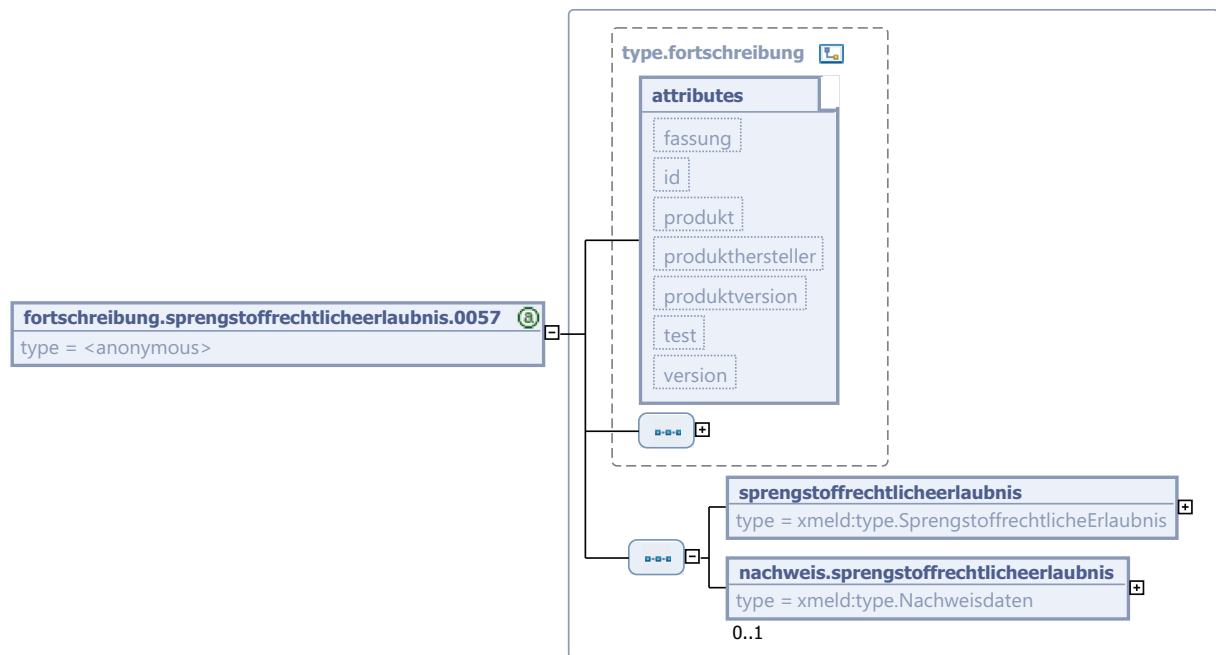 type.fortschreibung
attributes
fassung
id
produkt
produkthersteller
produktversion
test
version
fortschreibung.sprengstoffrechtlicheerlaubnis.0057
type = <anonymous>
sprengstoffrechtlicheerlaubnis
type = xmeld:type.SprengstoffrechtlicheErlaubnis
nachweis.sprengstoffrechtlicheerlaubnis
type = xmeld:type.Nachweisdaten
0..1